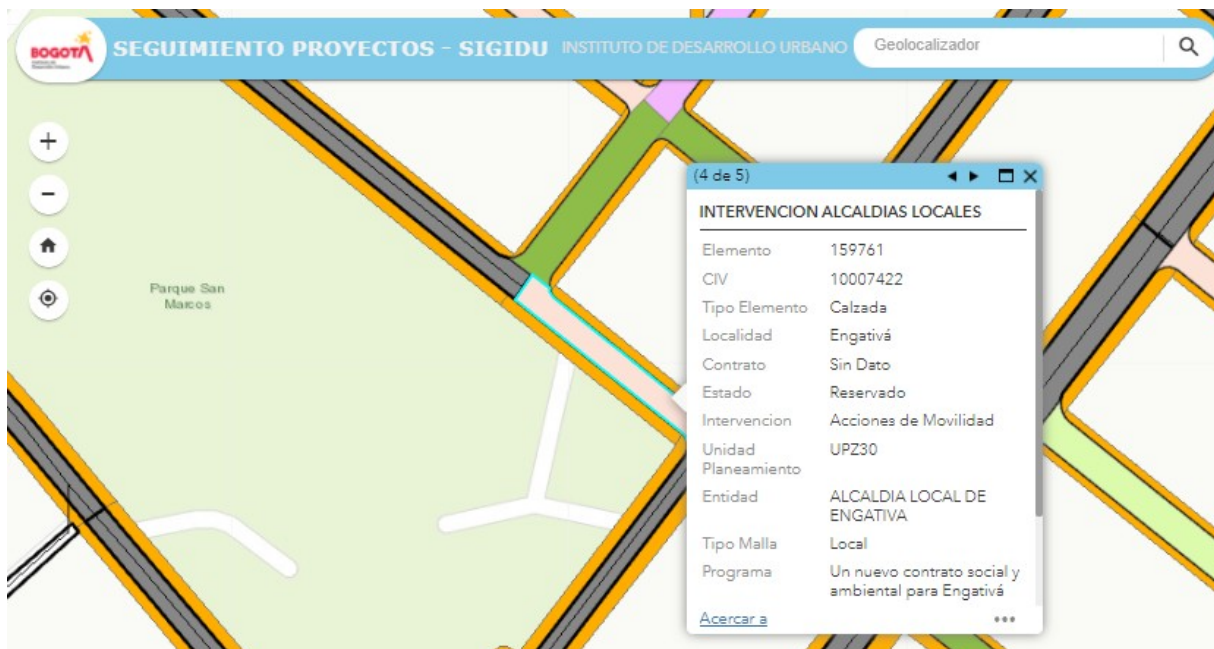 BOGOTÁ
SEGUIMIENTO PROYECTOS - SIGIDU INSTITUTO DE DESARROLLO URBANO Geolocalizador
Parque San
Marcos
(4 de 5)
INTERVENCION ALCALDIAS LOCALES
Elemento 159761
CIV 10007422
Tipo Elemento Calzada
Localidad Engativá
Contrato Sin Dato
Estado Reservado
Intervencion Acciones de Movilidad
Unidad UPZ30
Planeamiento
Entidad ALCALDIA LOCAL DE
ENGATIVA
Tipo Malla Local
Programa Un nuevo contrato social y
ambiental para Engativá
Acercar a